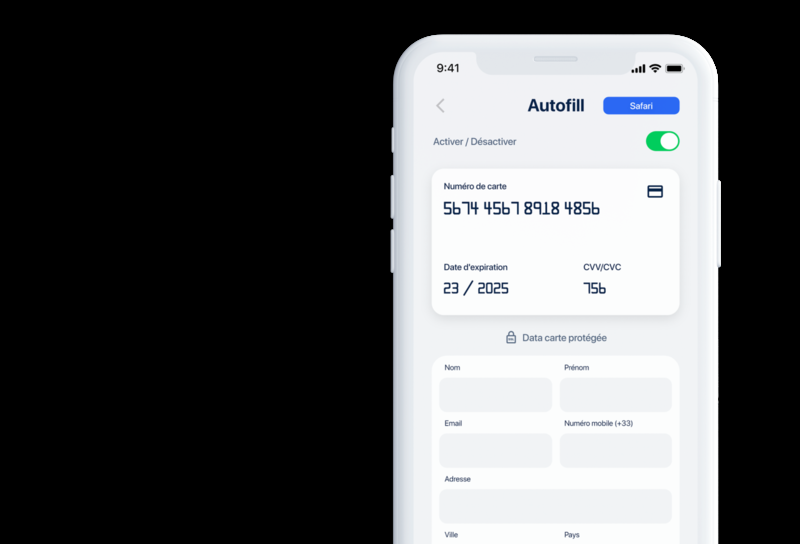 9:41
Autofill
Safari
Activer / Désactiver
Numéro de carte
5674 4567 8918 4856
Date d'expiration
CVV/CVC
23 / 2025
756
Data carte protégée
Nom
Prénom
Email
Numéro mobile (+33)
Adresse
Ville
Pays